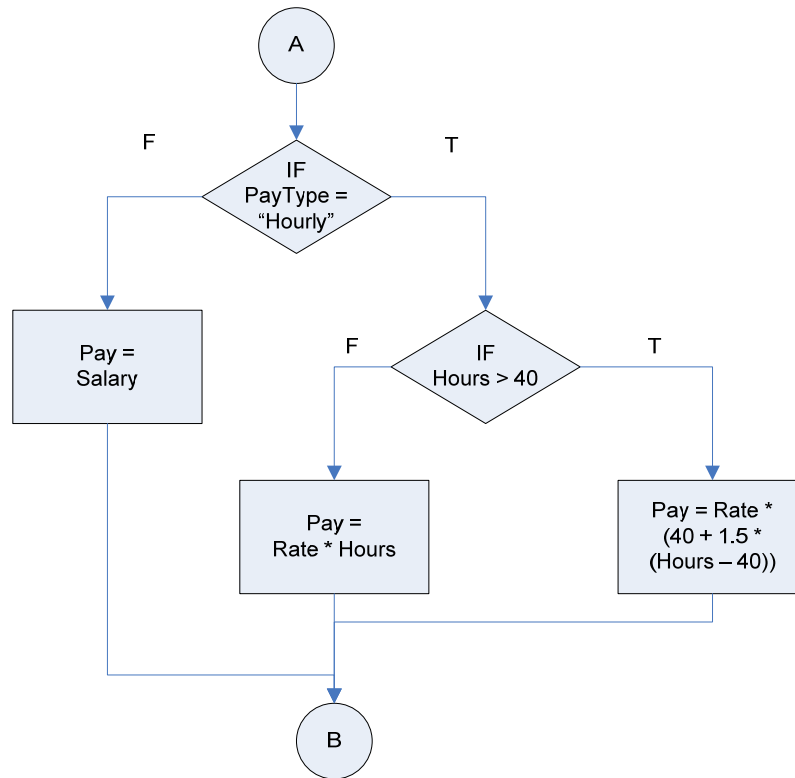 A
F
T
IF
PayType =
“Hourly”
Pay =
Salary
F
IF
Hours > 40
T
Pay =
Rate * Hours
Pay = Rate *
(40 + 1.5 *
(Hours – 40))
B